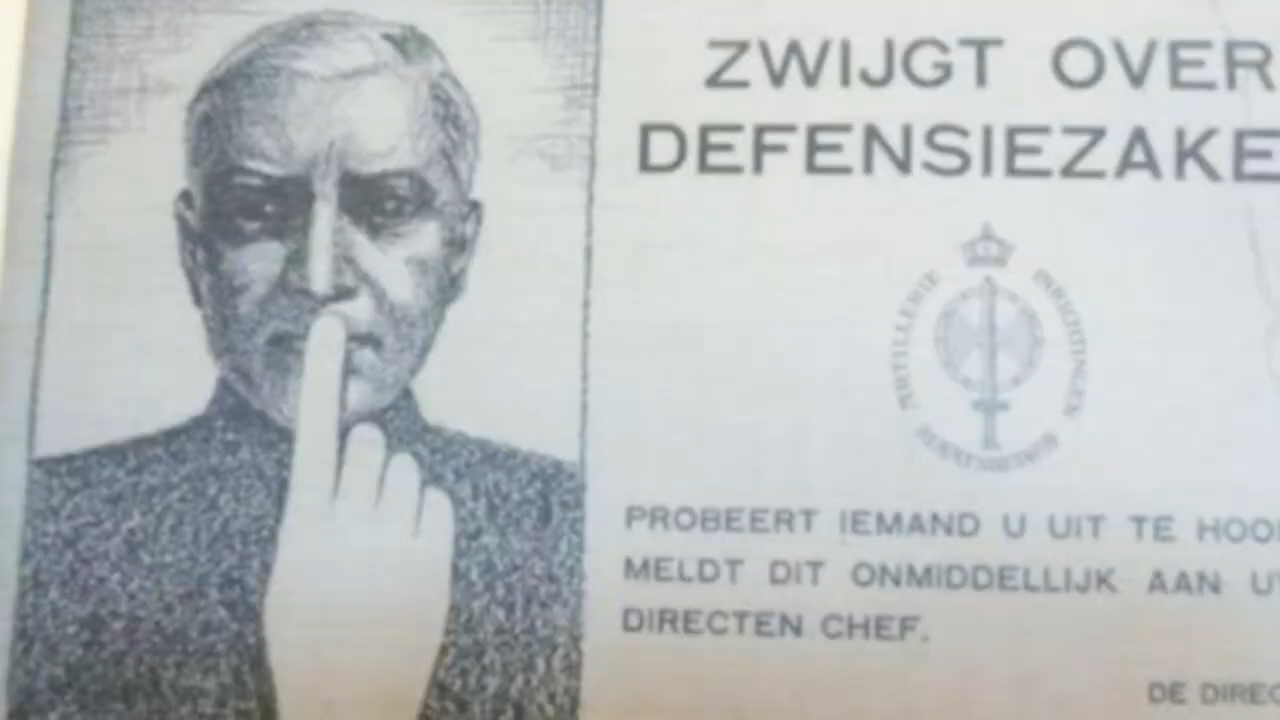 ZWIJGT OVER
DEFENSIEZAKE
ARTILLERIE INRICHTINGEN
PROBEERT IEMAND U UIT TE HOO
MELDT DIT ONMIDDELLIJK AAN U
DIRECTEN CHEF.
DE DIREC